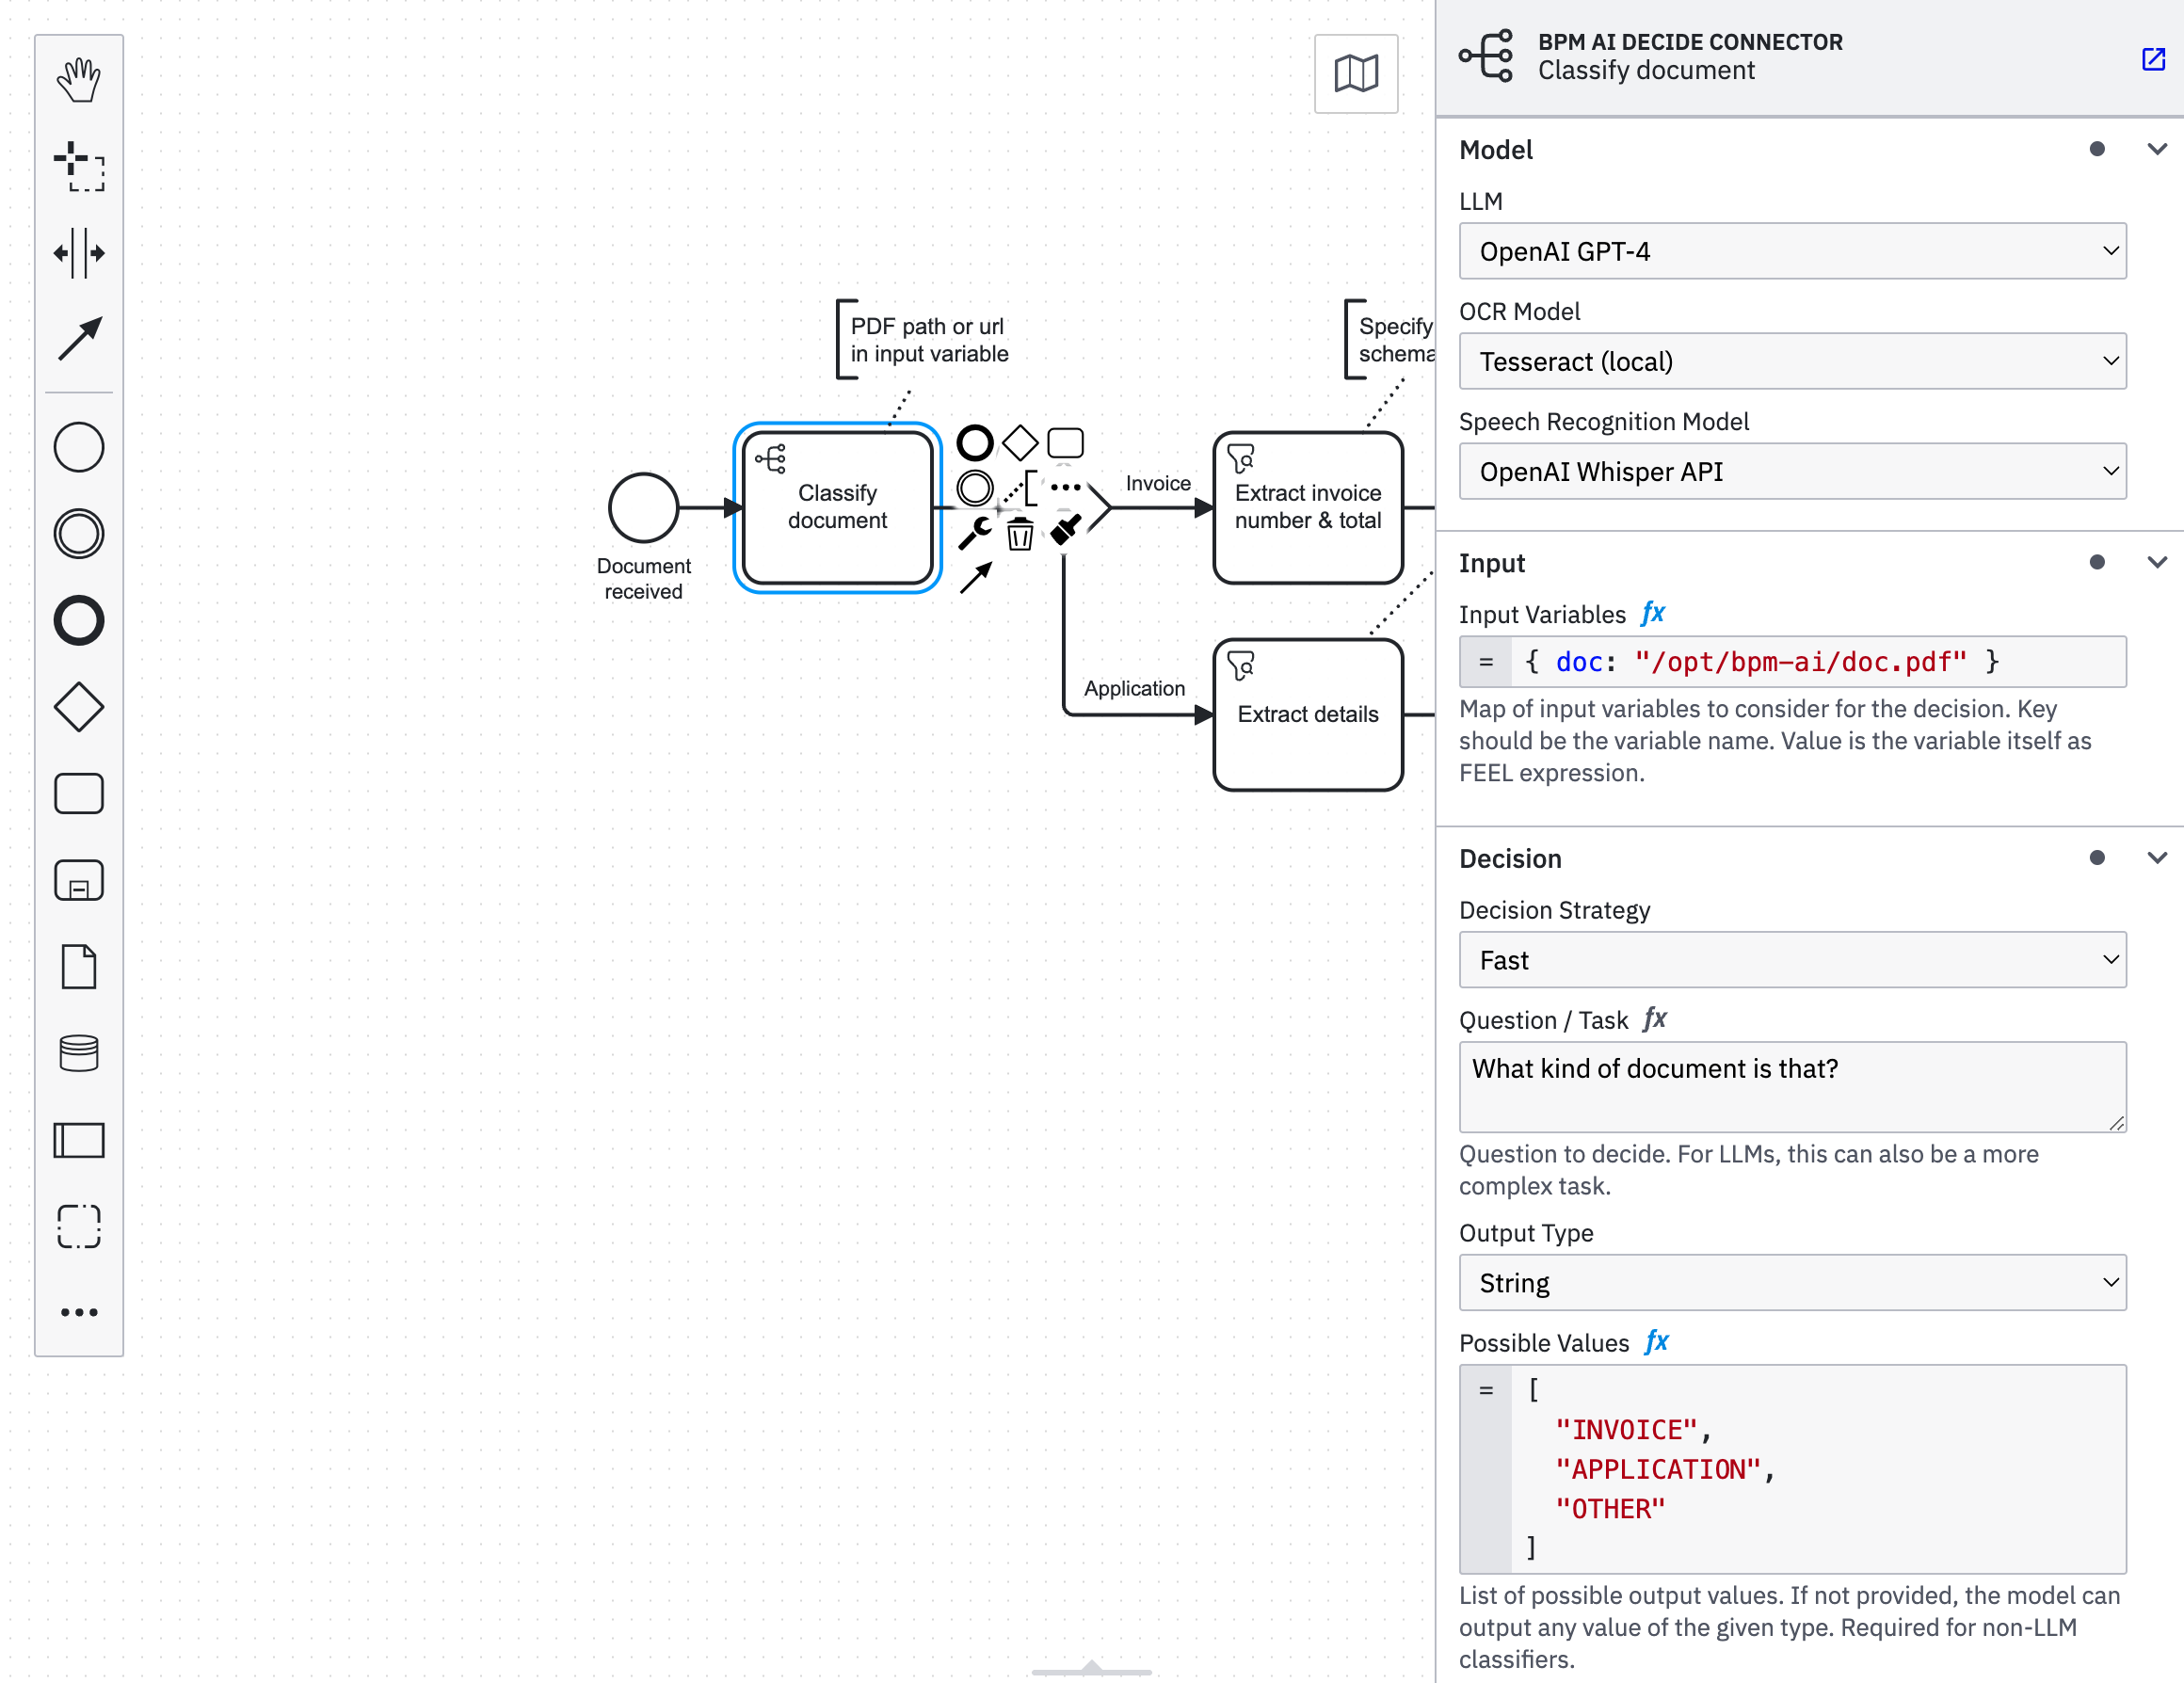 PDF path or url
in input variable
Specify
schema
Classify
document
Document
received
Invoice
Extract invoice
number & total
Application
Extract details
BPM AI DECIDE CONNECTOR
Classify document
Model
LLM
OpenAI GPT-4
OCR Model
Tesseract (local)
Speech Recognition Model
OpenAI Whisper API
Input
Input Variables fx
= { doc: "/opt/bpm-ai/doc.pdf" }
Map of input variables to consider for the decision. Key
should be the variable name. Value is the variable itself as
FEEL expression.
Decision
Decision Strategy
Fast
Question / Task fx
What kind of document is that?
Question to decide. For LLMs, this can also be a more
complex task.
Output Type
String
Possible Values fx
= [
"INVOICE",
"APPLICATION",
"OTHER"
]
List of possible output values. If not provided, the model can
output any value of the given type. Required for non-LLM
classifiers.